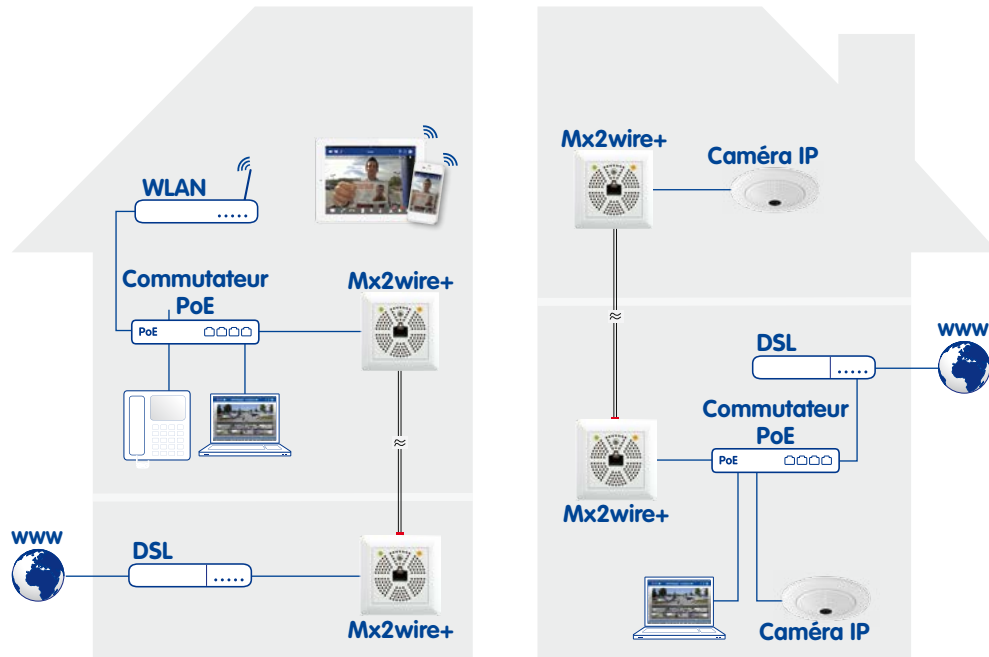 WLAN
Commutateur
PoE
PoE
Mx2wire+
www
DSL
Mx2wire+
Mx2wire+
Caméra IP
www
DSL
Commutateur
PoE
PoE
Mx2wire+
Caméra IP